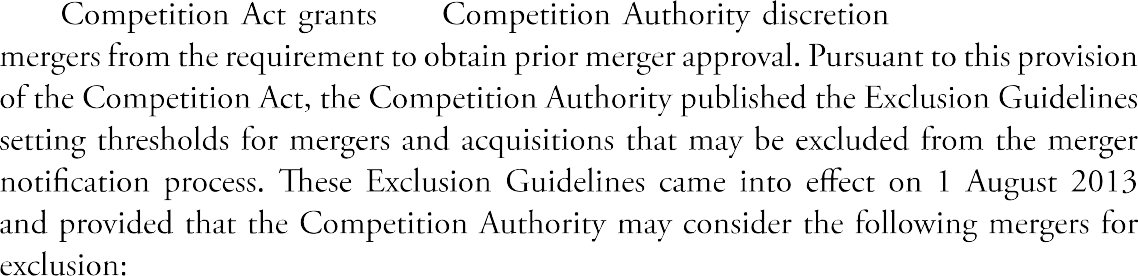 Competition Act grants Competition Authority discretion
mergers from the requirement to obtain prior merger approval. Pursuant to this provision
of the Competition Act, the Competition Authority published the Exclusion Guidelines
setting thresholds for mergers and acquisitions that may be excluded from the merger
notification process. These Exclusion Guidelines came into effect on 1 August 2013
and provided that the Competition Authority may consider the following mergers for
exclusion: